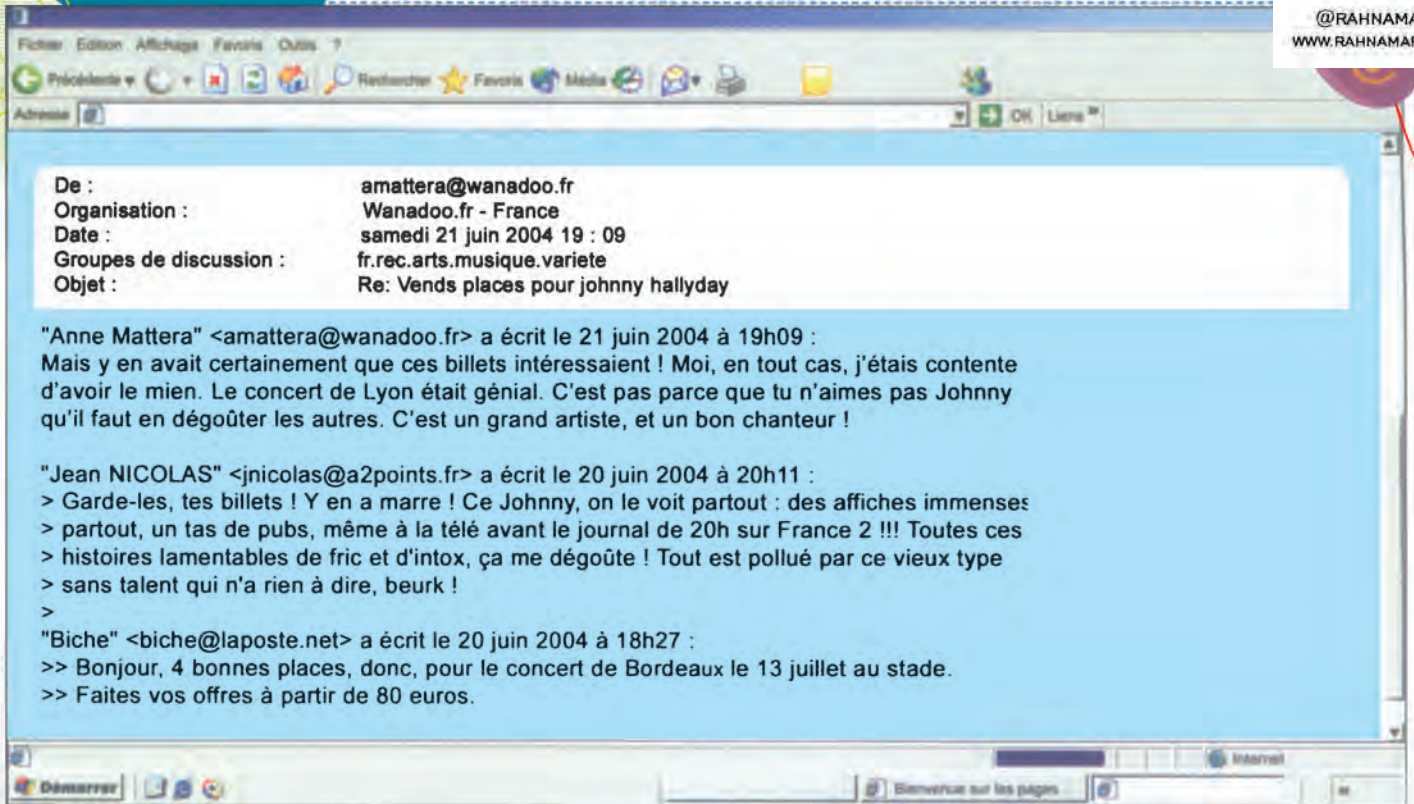 @RAHNAMA
WWW.RAHNAMA
Fichier Edition Affichage Favoris Outils ?
Précédente Rechercher Favoris Média
Adresse OK Liens
De : amattera@wanadoo.fr
Organisation : Wanadoo.fr - France
Date : samedi 21 juin 2004 19 : 09
Groupes de discussion : fr.rec.arts.musique.variete
Objet : Re: Vends places pour johnny hallyday
"Anne Mattera" <amattera@wanadoo.fr> a écrit le 21 juin 2004 à 19h09 :
Mais y en avait certainement que ces billets intéressaient ! Moi, en tout cas, j'étais contente
d'avoir le mien. Le concert de Lyon était génial. C'est pas parce que tu n'aimes pas Johnny
qu'il faut en dégoûter les autres. C'est un grand artiste, et un bon chanteur !
"Jean NICOLAS" <jnicolas@a2points.fr> a écrit le 20 juin 2004 à 20h11 :
> Garde-les, tes billets ! Y en a marre ! Ce Johnny, on le voit partout : des affiches immenses
> partout, un tas de pubs, même à la télé avant le journal de 20h sur France 2 !!! Toutes ces
> histoires lamentables de fric et d'intox, ça me dégoûte ! Tout est pollué par ce vieux type
> sans talent qui n'a rien à dire, beurk !
>
"Biche" <biche@laposte.net> a écrit le 20 juin 2004 à 18h27 :
>> Bonjour, 4 bonnes places, donc, pour le concert de Bordeaux le 13 juillet au stade.
>> Faites vos offres à partir de 80 euros.
Internet
Démarrer Bienvenue sur les pages